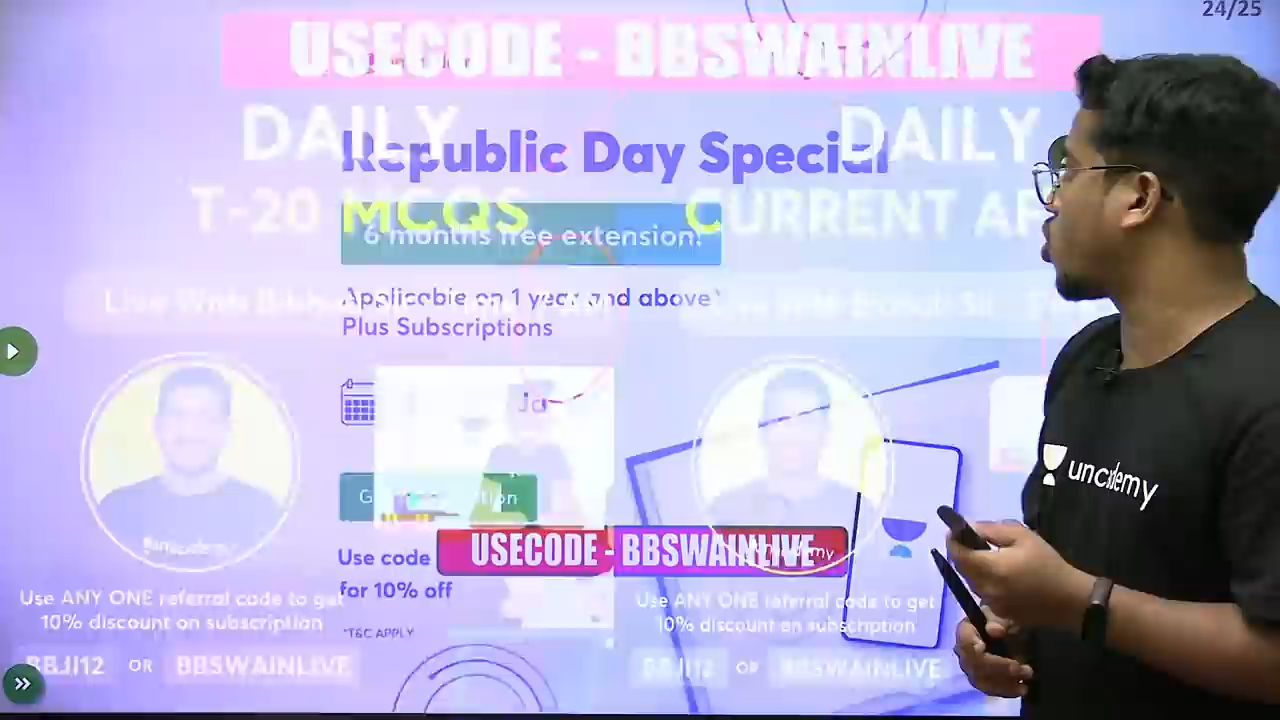 24/25
USECODE - BBSWAINLIVE
DAILY
DAILY
Republic Day Special
T-20 MCQS
CURRENT AF
6 months free extension!
Live With
Applicable on 1 year and above*
Plus Subscriptions
Ja
unacademy
USECODE - BBSWAINLIVE
Use code
for 10% off
Use ANY ONE referral code to get
10% discount on subscription
Use ANY ONE referral code to get
10% discount on subscription
*T&C APPLY
BBJI12 OR BBSWAINLIVE
BBJI12 OR BBSWAINLIVE